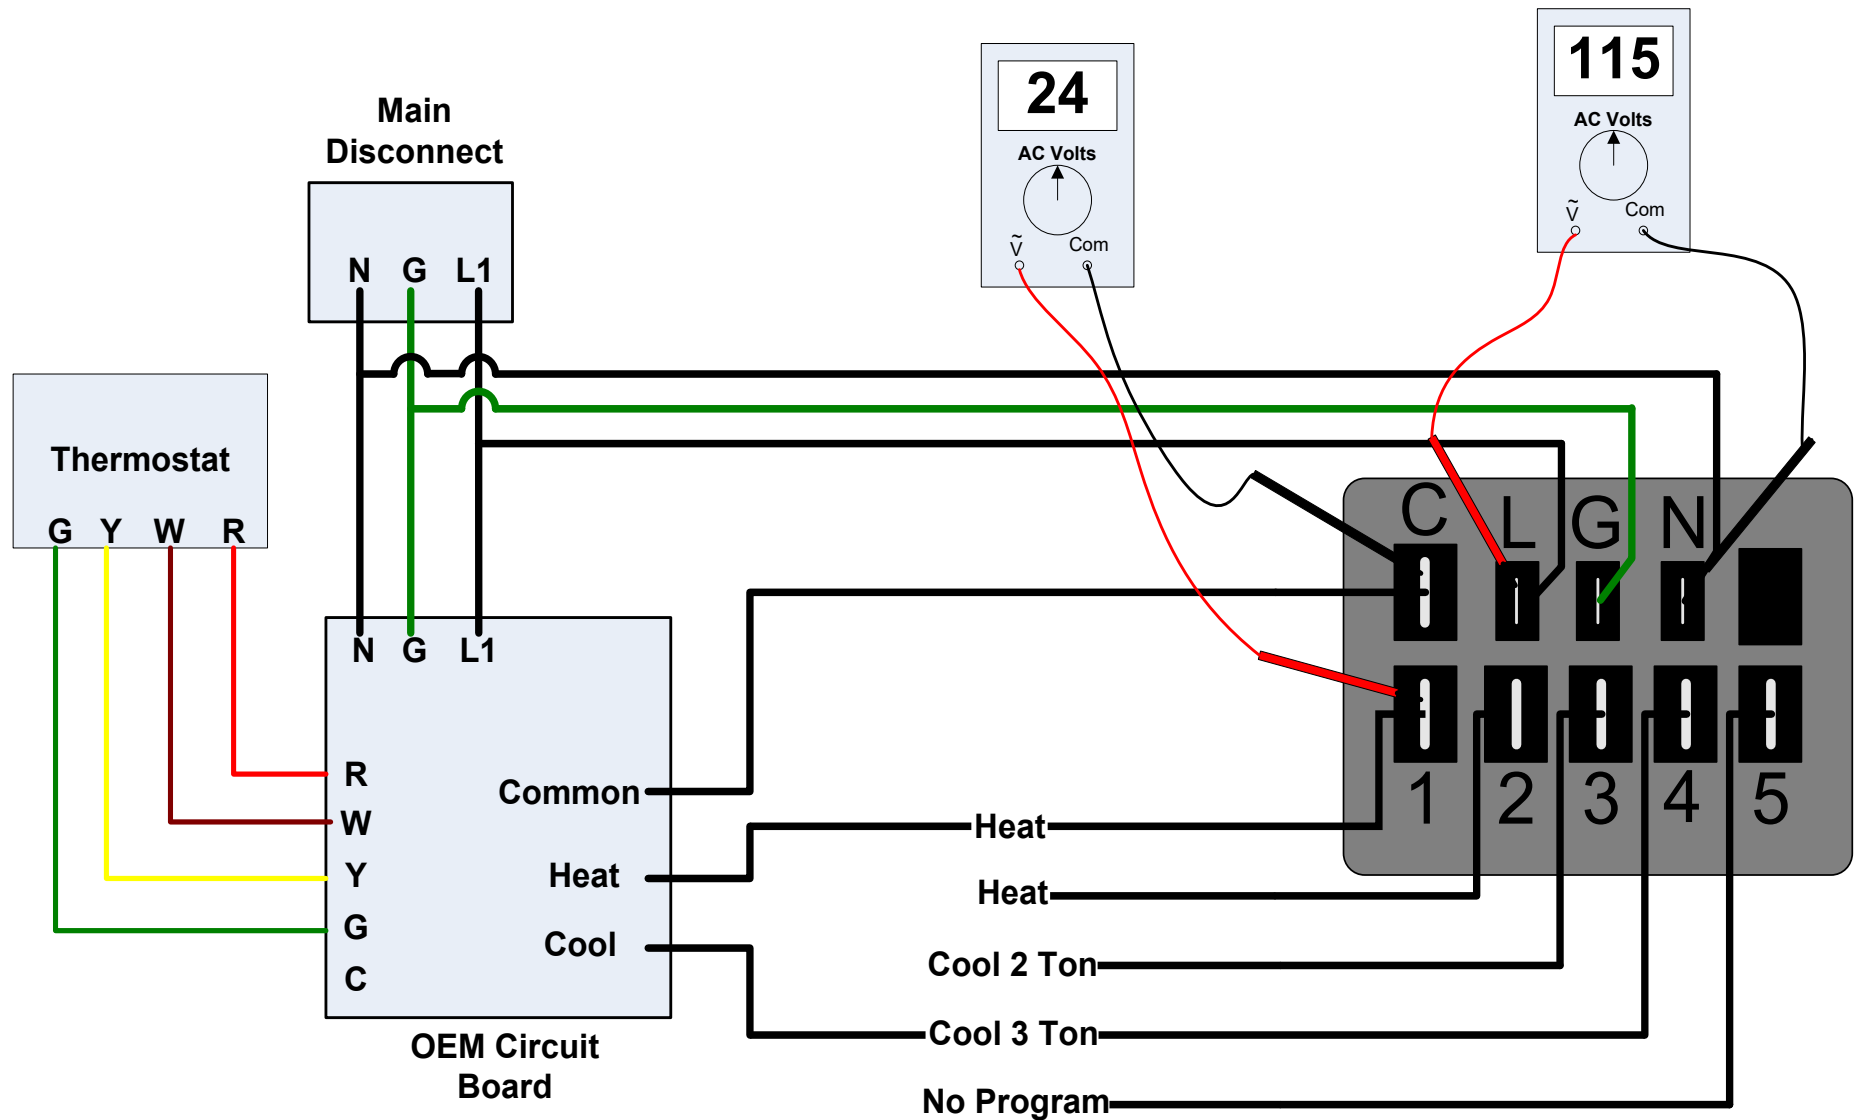 Main
Disconnect
N G L1
24
AC Volts
Ṽ Com
115
AC Volts
Ṽ Com
Thermostat
G Y W R
N G L1
R
W
Y
G
C
Common
Heat
Cool
OEM Circuit
Board
Heat
Heat
Cool 2 Ton
Cool 3 Ton
No Program
C L G N
1 2 3 4 5